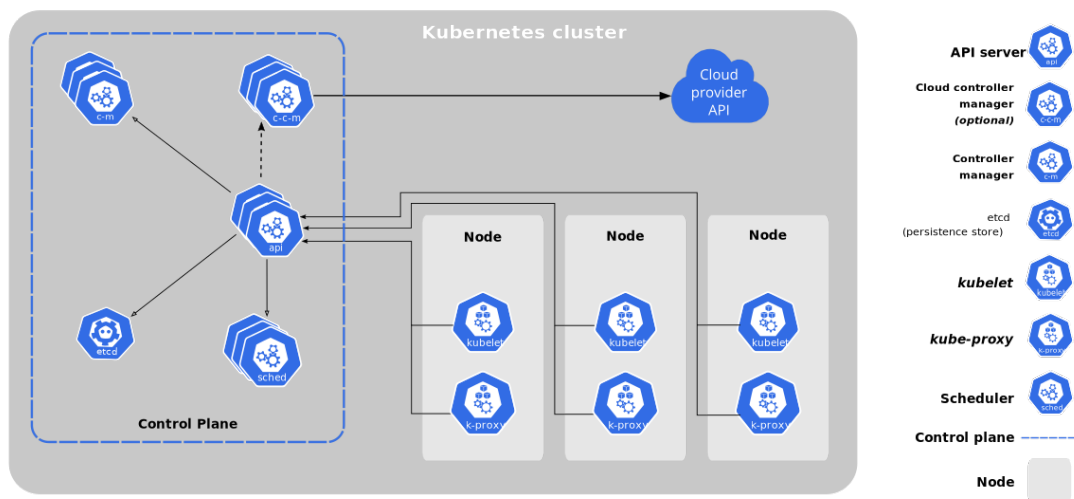 Kubernetes cluster
c-m
c-c-m
Cloud
provider
API
api
etcd
sched
Control Plane
Node
kubelet
k-proxy
Node
kubelet
k-proxy
Node
kubelet
k-proxy
API server
api
Cloud controller
manager
(optional)
c-c-m
Controller
manager
c-m
etcd
(persistence store)
etcd
kubelet
kubelet
kube-proxy
k-proxy
Scheduler
sched
Control plane
Node